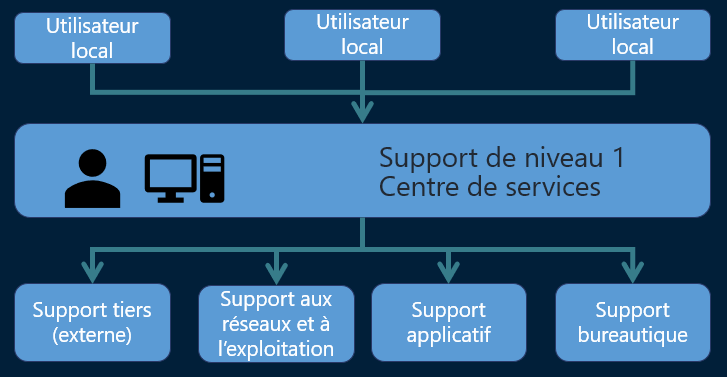 Utilisateur
local
Utilisateur
local
Utilisateur
local
Support de niveau 1
Centre de services
Support tiers
(externe)
Support aux
réseaux et à
l’exploitation
Support
applicatif
Support
bureautique